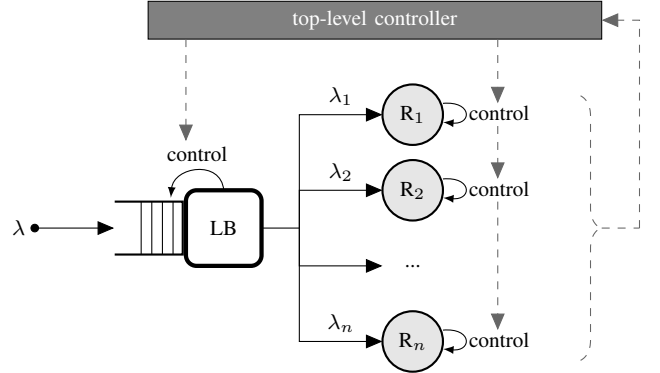 top-level controller
λ₁
R₁
control
control
λ₂
R₂
control
λ
LB
...
λₙ
Rₙ
control